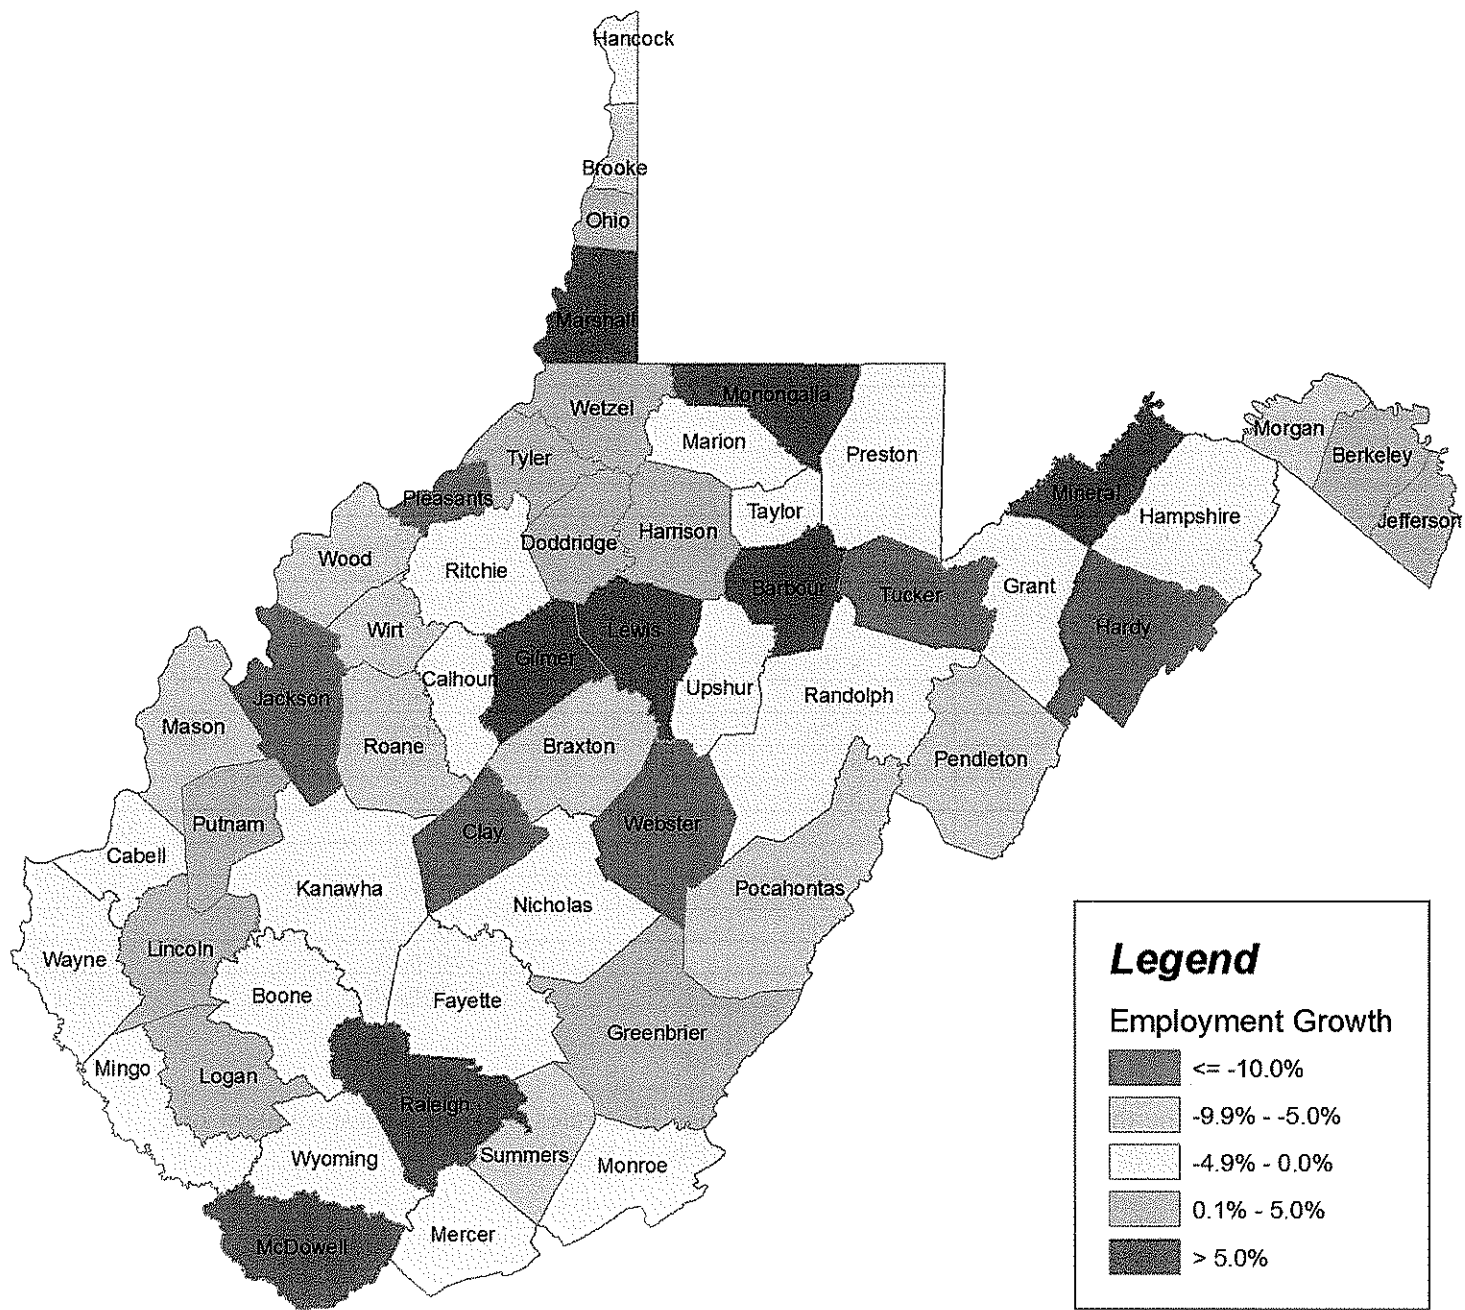 Hancock
Brooke
Ohio
Marshall
Monongalia
Wetzel
Marion
Preston
Morgan
Berkeley
Tyler
Pleasants
Mineral
Taylor
Hampshire
Jefferson
Harrison
Doddridge
Wood
Ritchie
Barbour
Tucker
Grant
Wirt
Lewis
Hardy
Gilmer
Calhoun
Upshur
Randolph
Jackson
Mason
Roane
Braxton
Pendleton
Putnam
Clay
Webster
Cabell
Kanawha
Pocahontas
Nicholas
Lincoln
Wayne
Boone
Fayette
Greenbrier
Mingo
Logan
Raleigh
Summers
Wyoming
Monroe
Mercer
McDowell
Legend
Employment Growth
<= -10.0%
-9.9% - -5.0%
-4.9% - 0.0%
0.1% - 5.0%
> 5.0%